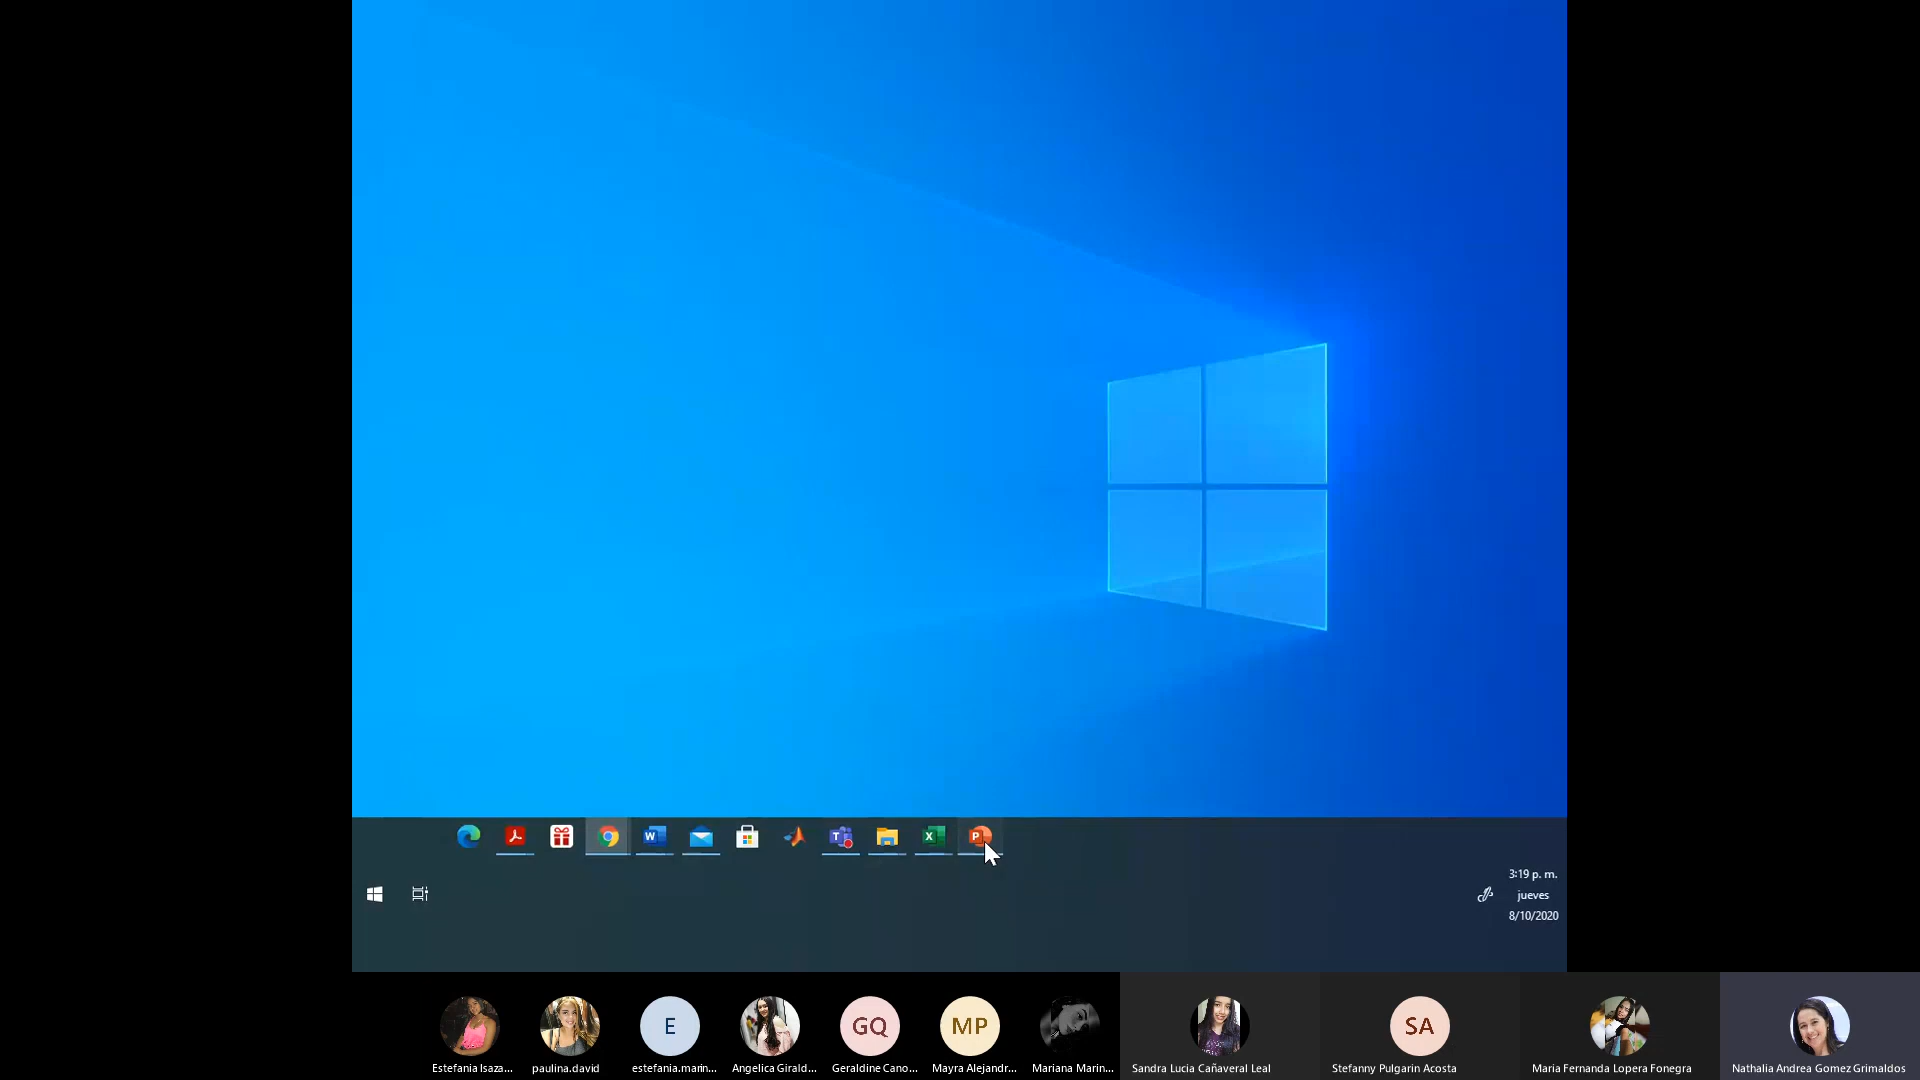 3:19 p. m.
jueves
8/10/2020
E
GQ
MP
SA
Estefania Isaza...
paulina.david
estefania.marin...
Angelica Girald...
Geraldine Cano...
Mayra Alejandr...
Mariana Marin...
Sandra Lucia Cañaveral Leal
Stefanny Pulgarin Acosta
Maria Fernanda Lopera Fonegra
Nathalia Andrea Gomez Grimaldos